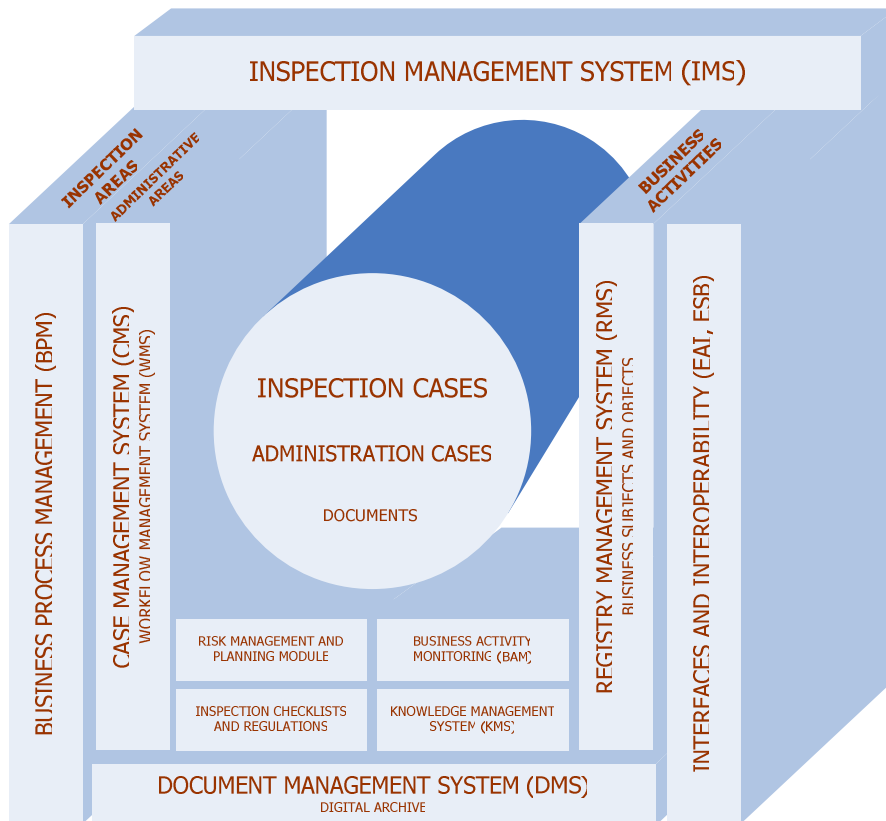 INSPECTION MANAGEMENT SYSTEM (IMS)
INSPECTION
AREAS
ADMINISTRATIVE
AREAS
BUSINESS
ACTIVITIES
BUSINESS PROCESS MANAGEMENT (BPM)
CASE MANAGEMENT SYSTEM (CMS)
WORKFLOW MANAGEMENT SYSTEM (WMS)
INSPECTION CASES
ADMINISTRATION CASES
DOCUMENTS
REGISTRY MANAGEMENT SYSTEM (RMS)
BUSINESS SUBJECTS AND OBJECTS
INTERFACES AND INTEROPERABILITY (EAI, ESB)
RISK MANAGEMENT AND
PLANNING MODULE
BUSINESS ACTIVITY
MONITORING (BAM)
INSPECTION CHECKLISTS
AND REGULATIONS
KNOWLEDGE MANAGEMENT
SYSTEM (KMS)
DOCUMENT MANAGEMENT SYSTEM (DMS)
DIGITAL ARCHIVE